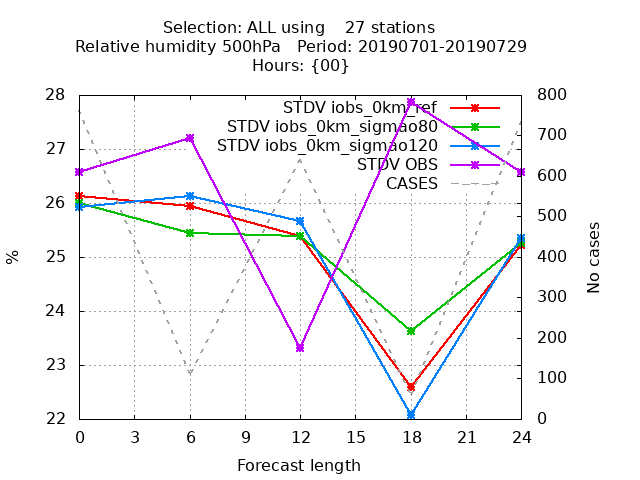 Selection: ALL using    27 stations
Relative humidity 500hPa   Period: 20190701-20190729
Hours: {00}
STDV iobs_0km_ref
STDV iobs_0km_sigmao80
STDV iobs_0km_sigmao120
STDV OBS
CASES
28
27
26
25
24
23
22
%
800
700
600
500
400
300
200
100
0
No cases
0 3 6 9 12 15 18 21 24
Forecast length